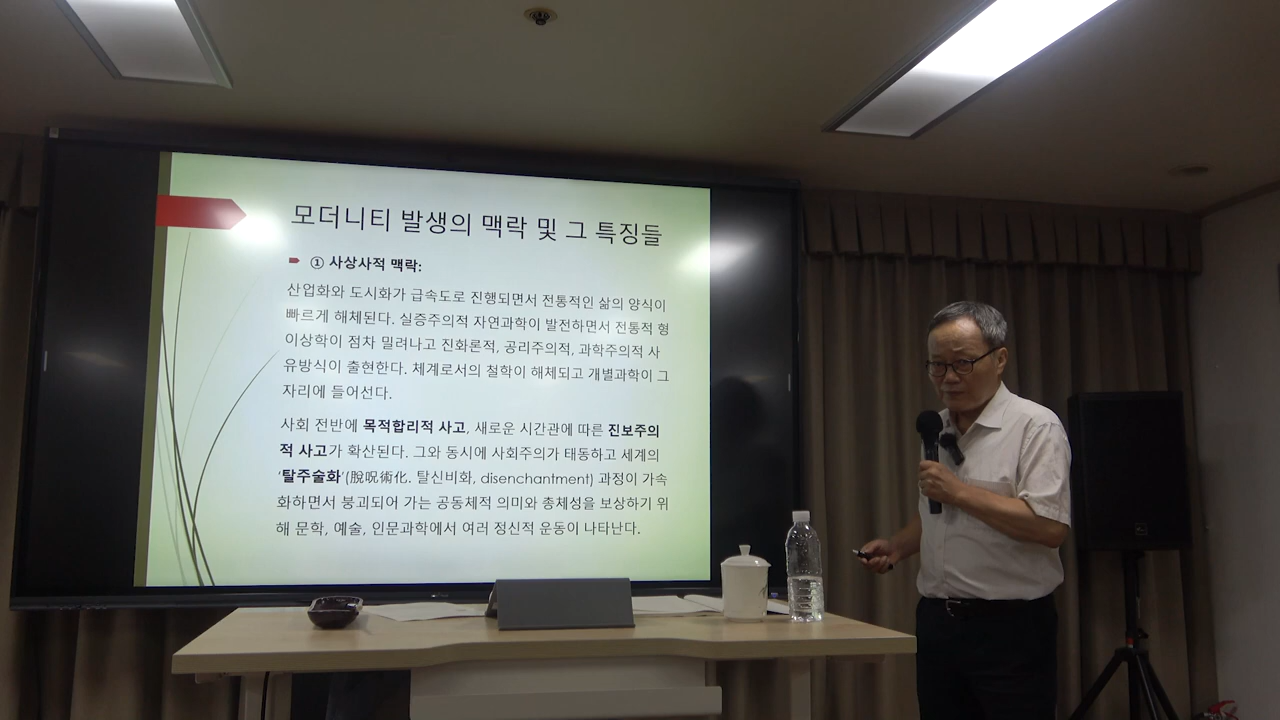 모더니티 발생의 맥락 및 그 특징들
① 사상사적 맥락:
산업화와 도시화가 급속도로 진행되면서 전통적인 삶의 양식이
빠르게 해체된다. 실증주의적 자연과학이 발전하면서 전통적 형
이상학이 점차 밀려나고 진화론적, 공리주의적, 과학주의적 사
유방식이 출현한다. 체계로서의 철학이 해체되고 개별과학이 그
자리에 들어선다.
사회 전반에 목적합리적 사고, 새로운 시간관에 따른 진보주의
적 사고가 확산된다. 그와 동시에 사회주의가 태동하고 세계의
‘탈주술화’(脫呪術化. 탈신비화, disenchantment) 과정이 가속
화하면서 붕괴되어 가는 공동체적 의미와 총체성을 보상하기 위
해 문학, 예술, 인문과학에서 여러 정신적 운동이 나타난다.